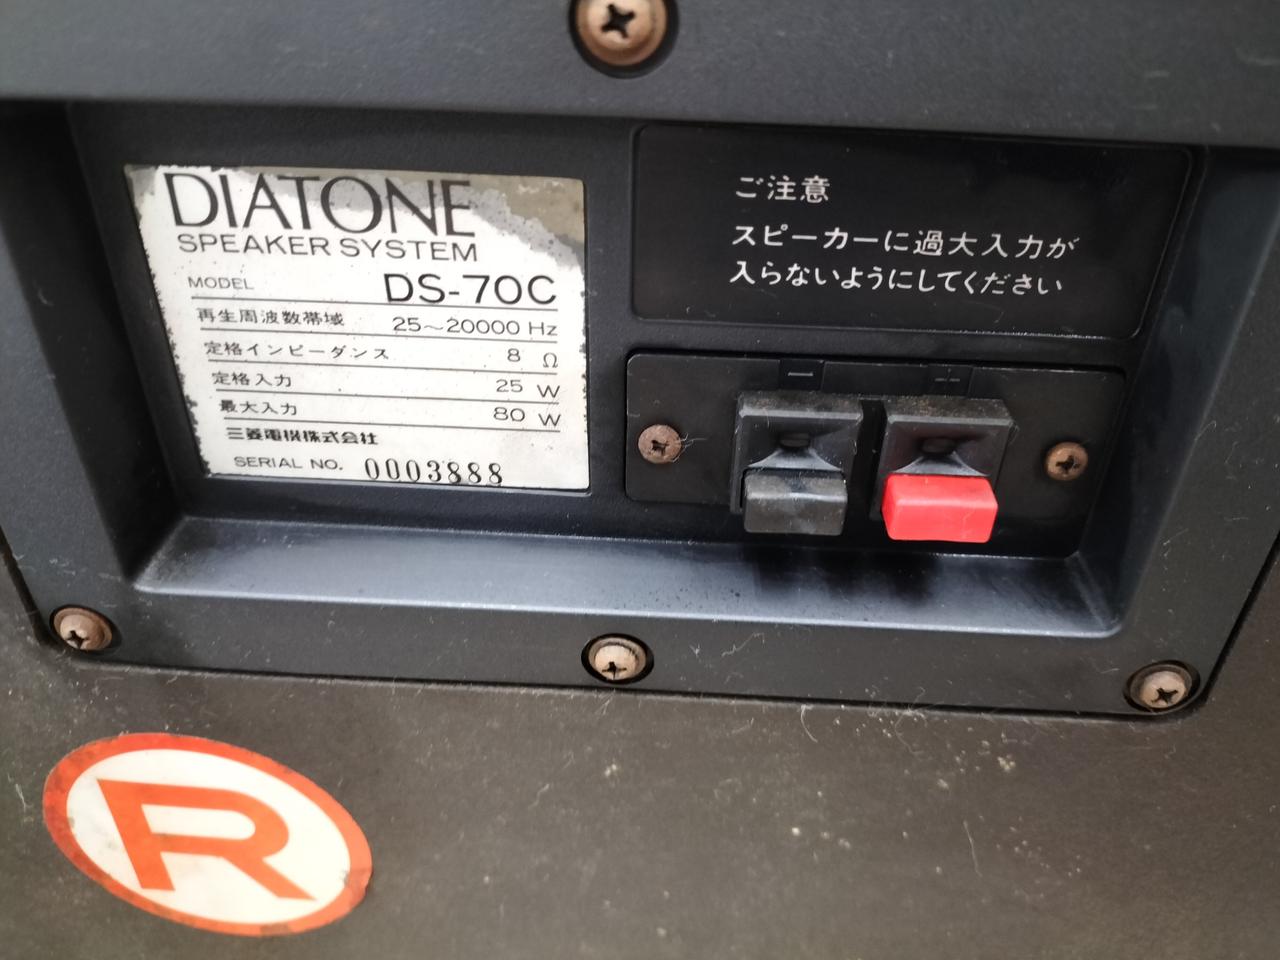 DIATONE
SPEAKER SYSTEM
MODEL DS-70C
再生周波数帯域 25～20000 Hz
定格インピーダンス 8 Ω
定格入力 25 W
最大入力 80 W
三菱電機株式会社
SERIAL NO. 0003888
ご注意
スピーカーに過大入力が
入らないようにしてください
− +
R